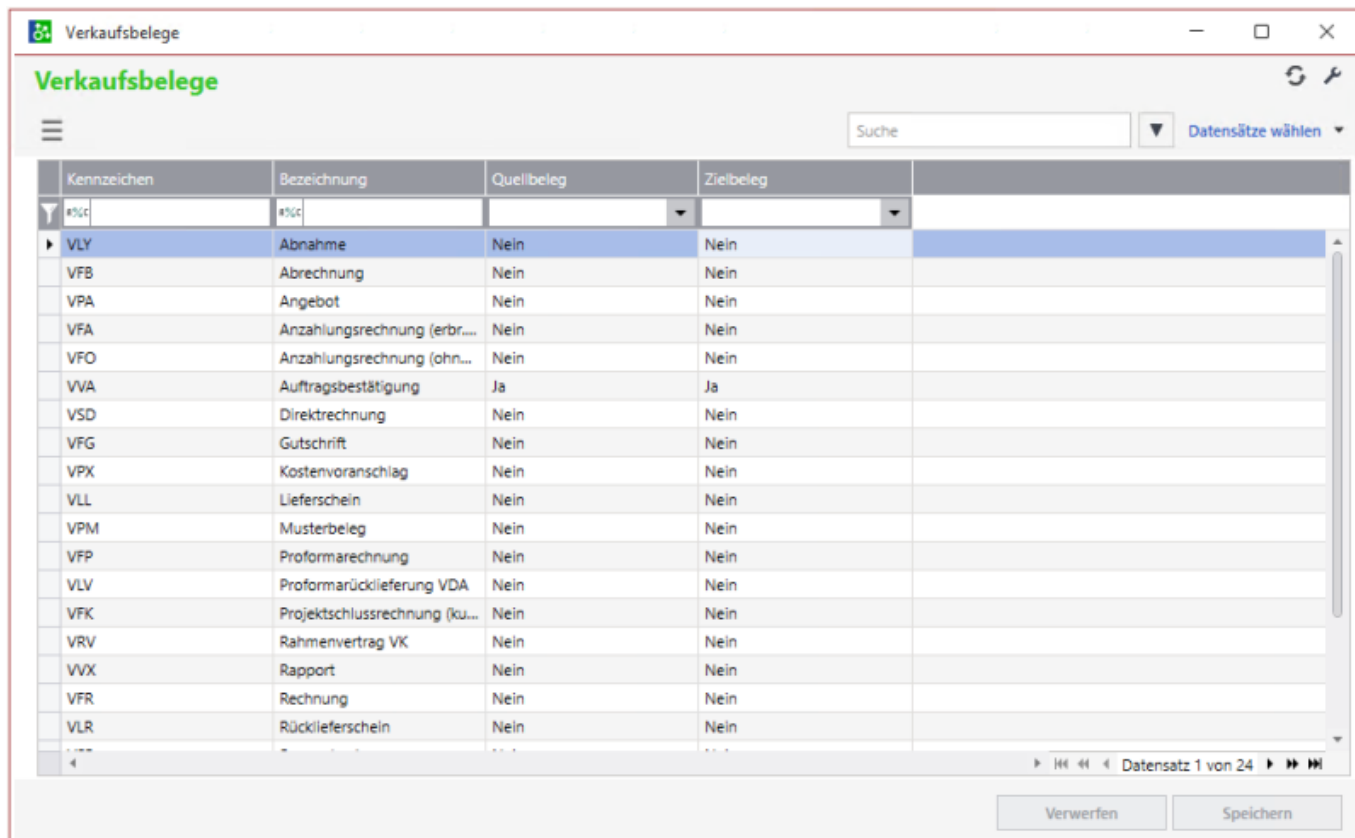 Verkaufsbelege
Verkaufsbelege
Suche
Datensätze wählen
Kennzeichen Bezeichnung Quellbeleg Zielbeleg
VLY Abnahme Nein Nein
VFB Abrechnung Nein Nein
VPA Angebot Nein Nein
VFA Anzahlungsrechnung (erbr.... Nein Nein
VFO Anzahlungsrechnung (ohn... Nein Nein
VVA Auftragsbestätigung Ja Ja
VSD Direktrechnung Nein Nein
VFG Gutschrift Nein Nein
VPX Kostenvoranschlag Nein Nein
VLL Lieferschein Nein Nein
VPM Musterbeleg Nein Nein
VFP Proformarechnung Nein Nein
VLV Proformarücklieferung VDA Nein Nein
VFK Projektschlussrechnung (ku... Nein Nein
VRV Rahmenvertrag VK Nein Nein
VVX Rapport Nein Nein
VFR Rechnung Nein Nein
VLR Rücklieferschein Nein Nein
Datensatz 1 von 24
Verwerfen Speichern